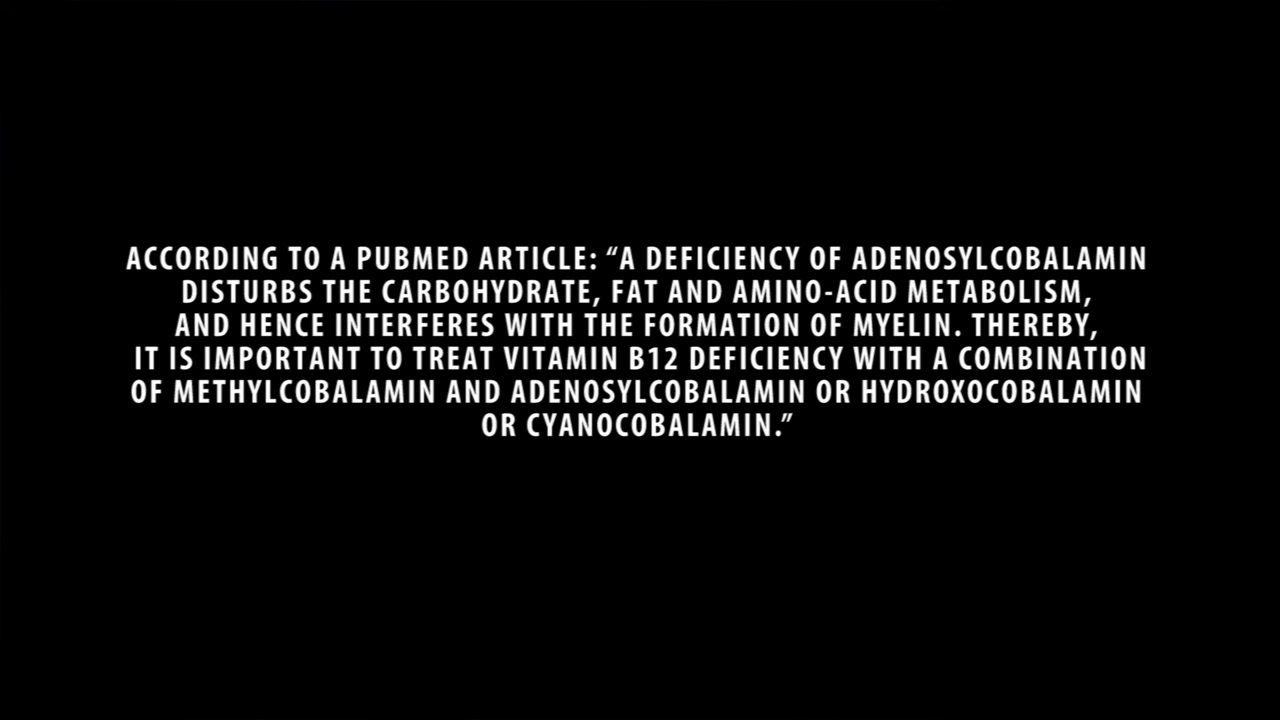 ACCORDING TO A PUBMED ARTICLE: “A DEFICIENCY OF ADENOSYLCOBALAMIN
DISTURBS THE CARBOHYDRATE, FAT AND AMINO-ACID METABOLISM,
AND HENCE INTERFERES WITH THE FORMATION OF MYELIN. THEREBY,
IT IS IMPORTANT TO TREAT VITAMIN B12 DEFICIENCY WITH A COMBINATION
OF METHYLCOBALAMIN AND ADENOSYLCOBALAMIN OR HYDROXOCOBALAMIN
OR CYANOCOBALAMIN.”